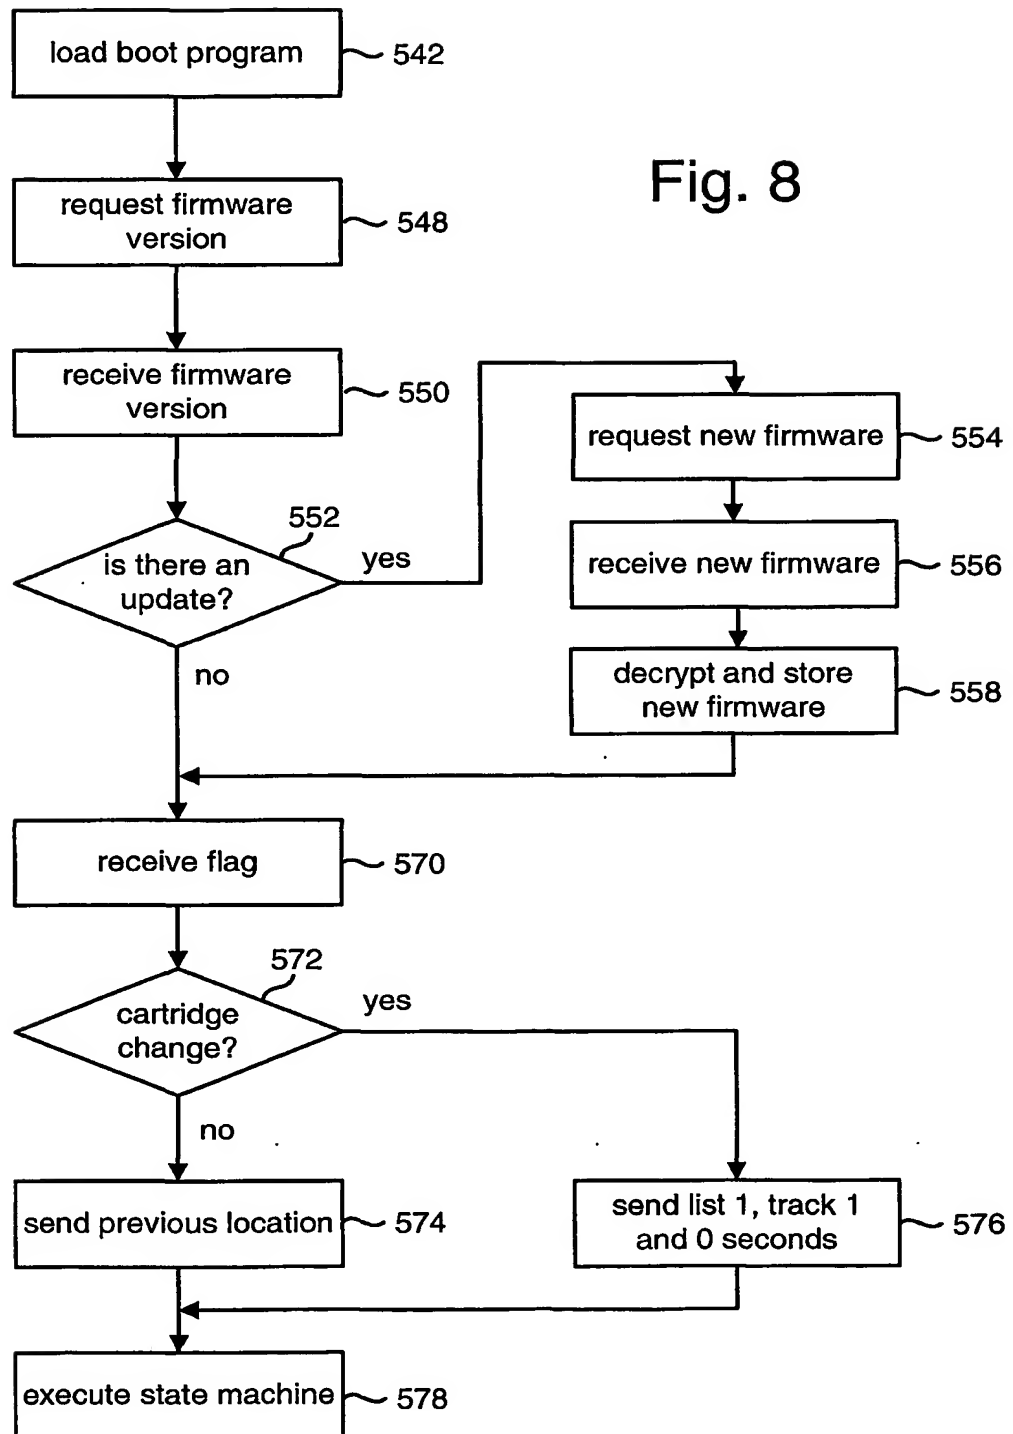 load boot program
542
Fig. 8
request firmware
version
548
receive firmware
version
550
552
is there an
update?
yes
no
request new firmware
554
receive new firmware
556
decrypt and store
new firmware
558
receive flag
570
572
cartridge
change?
yes
no
send previous location
574
send list 1, track 1
and 0 seconds
576
execute state machine
578